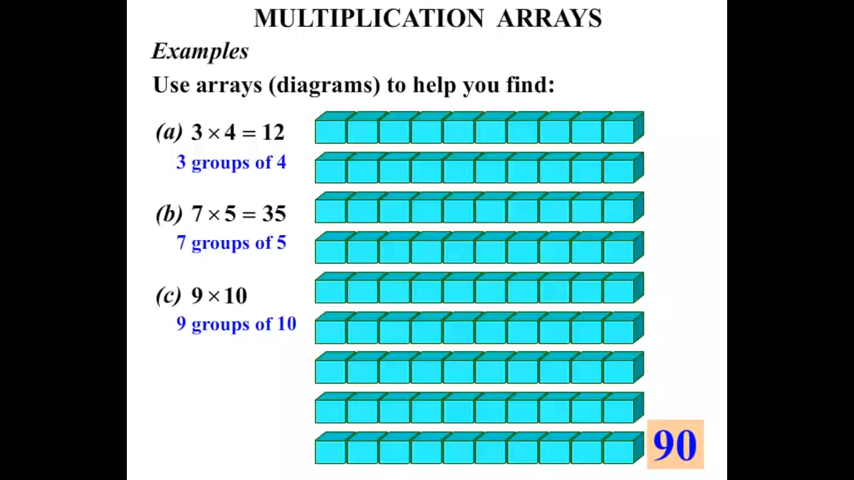 MULTIPLICATION ARRAYS
Examples
Use arrays (diagrams) to help you find:
(a) 3 × 4 = 12
3 groups of 4
(b) 7 × 5 = 35
7 groups of 5
(c) 9 × 10
9 groups of 10
90